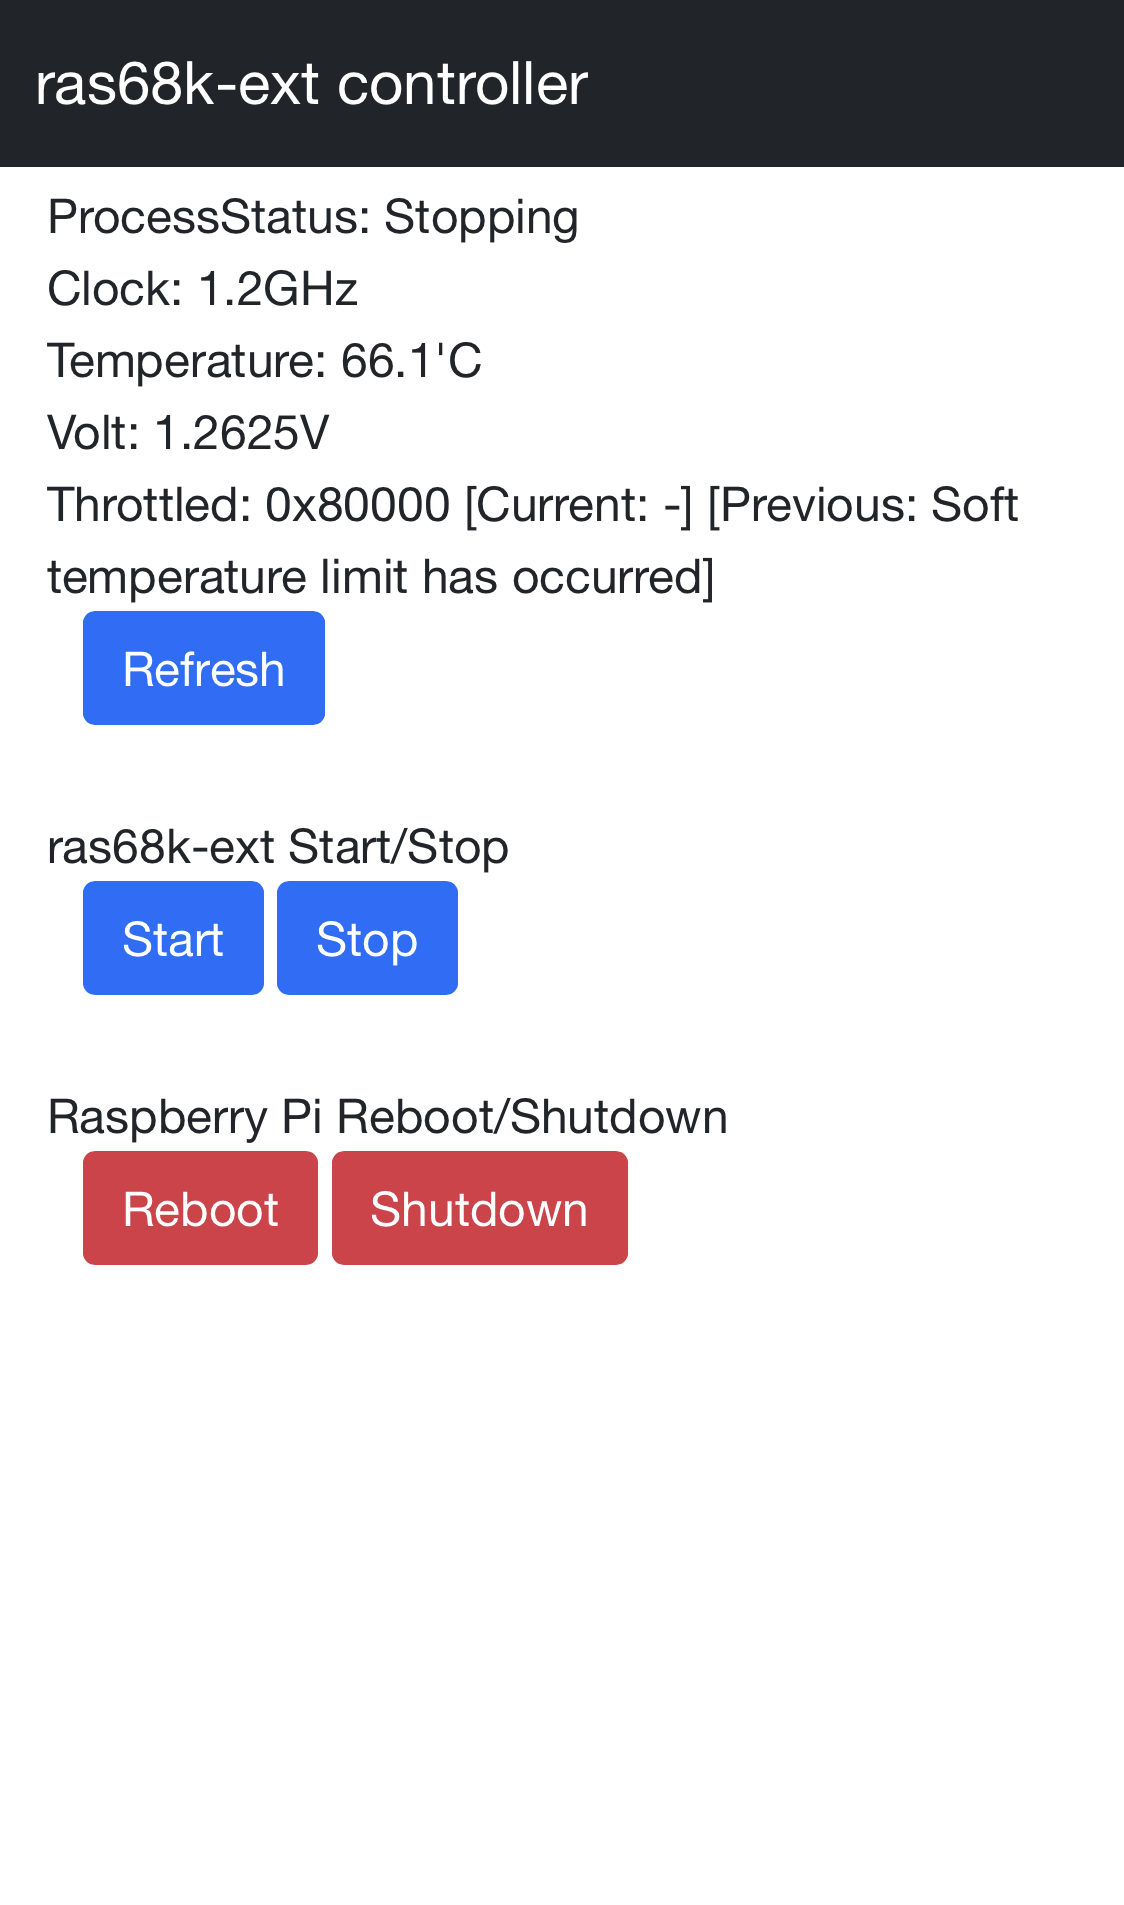 ras68k-ext controller
ProcessStatus: Stopping
Clock: 1.2GHz
Temperature: 66.1'C
Volt: 1.2625V
Throttled: 0x80000 [Current: -] [Previous: Soft
temperature limit has occurred]
Refresh
ras68k-ext Start/Stop
Start Stop
Raspberry Pi Reboot/Shutdown
Reboot Shutdown